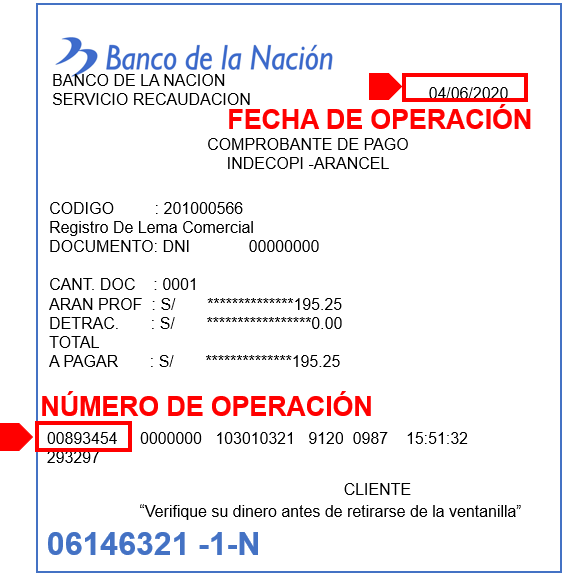 Banco de la Nación
BANCO DE LA NACION
SERVICIO RECAUDACION
04/06/2020
FECHA DE OPERACIÓN
COMPROBANTE DE PAGO
INDECOPI -ARANCEL
CODIGO : 201000566
Registro De Lema Comercial
DOCUMENTO: DNI 00000000
CANT. DOC : 0001
ARAN PROF : S/ **************195.25
DETRAC. : S/ *****************0.00
TOTAL
A PAGAR : S/ **************195.25
NÚMERO DE OPERACIÓN
00893454 0000000 103010321 9120 0987 15:51:32
293297
CLIENTE
“Verifique su dinero antes de retirarse de la ventanilla”
06146321 -1-N